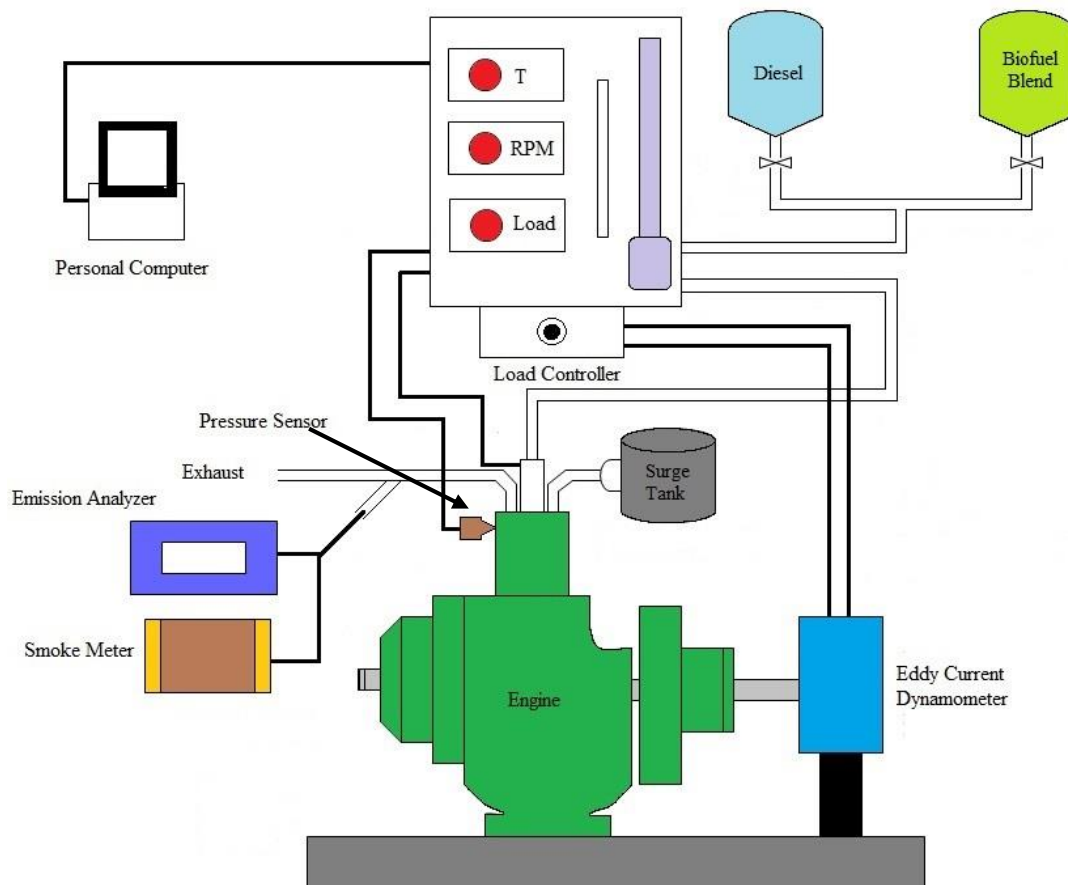 Diesel
Biofuel
Blend
T
RPM
Load
Personal Computer
Load Controller
Pressure Sensor
Exhaust
Surge
Tank
Emission Analyzer
Smoke Meter
Engine
Eddy Current
Dynamometer